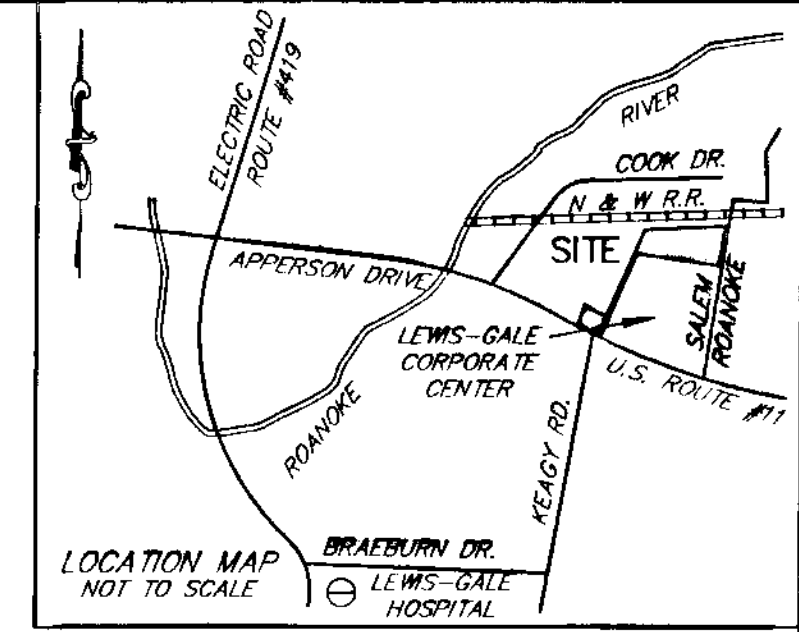 ELECTRIC ROAD
ROUTE #419
RIVER
COOK DR.
N & W R.R.
SITE
APPERSON DRIVE
SALEM
ROANOKE
LEWIS-GALE
CORPORATE
CENTER
U.S. ROUTE #11
ROANOKE
KEAGY RD.
BRAEBURN DR.
LOCATION MAP
NOT TO SCALE
LEWIS-GALE
HOSPITAL